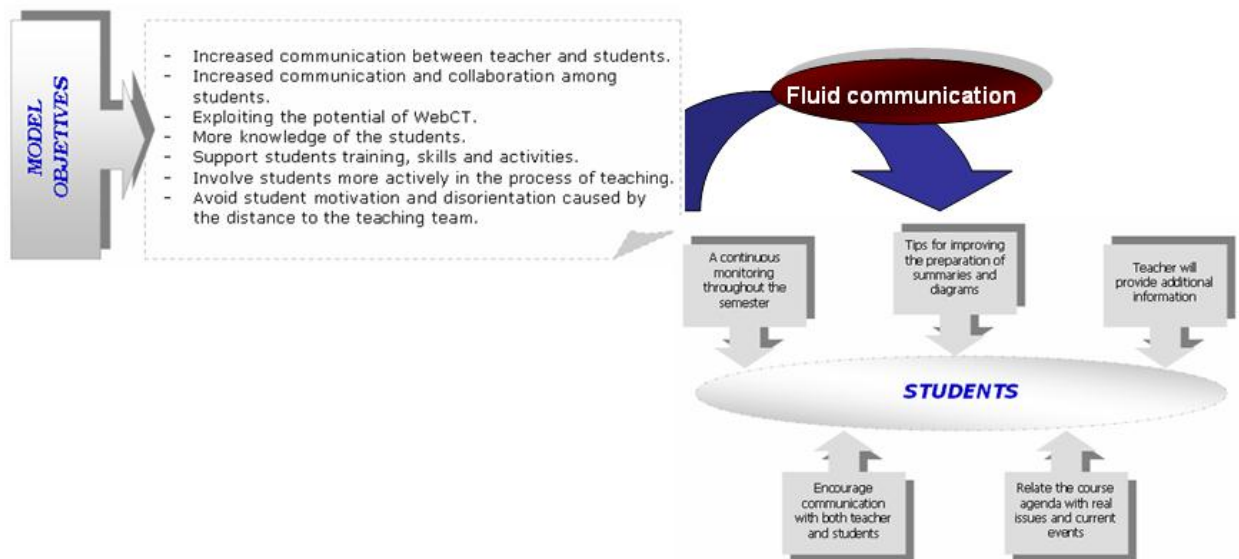 MODEL
OBJETIVES
- Increased communication between teacher and students.
- Increased communication and collaboration among
students.
- Exploiting the potential of WebCT.
- More knowledge of the students.
- Support students training, skills and activities.
- Involve students more actively in the process of teaching.
- Avoid student motivation and disorientation caused by
the distance to the teaching team.
Fluid communication
A continuous
monitoring
throughout the
semester
Tips for improving
the preparation of
summaries and
diagrams
Teacher will
provide additional
information
STUDENTS
Encourage
communication
with both teacher
and students
Relate the course
agenda with real
issues and current
events